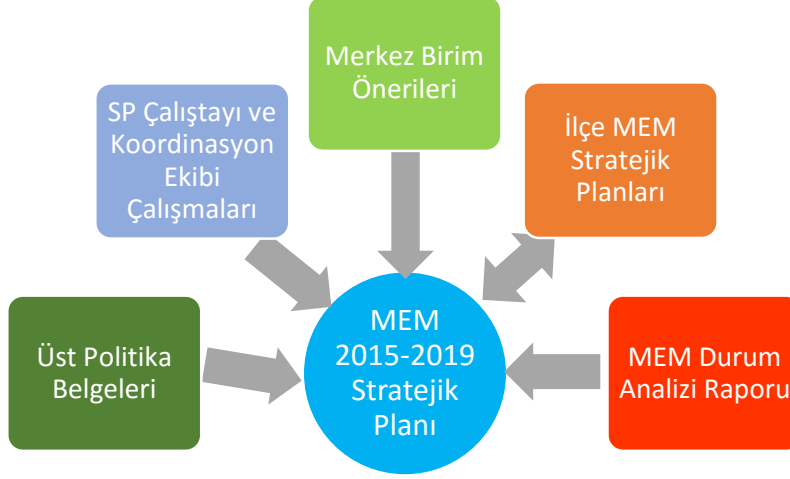 Merkez Birim
Önerileri
SP Çalıştayı ve
Koordinasyon
Ekibi
Çalışmaları
İlçe MEM
Stratejik
Planları
Üst Politika
Belgeleri
MEM
2015-2019
Stratejik
Planı
MEM Durum
Analizi Raporu